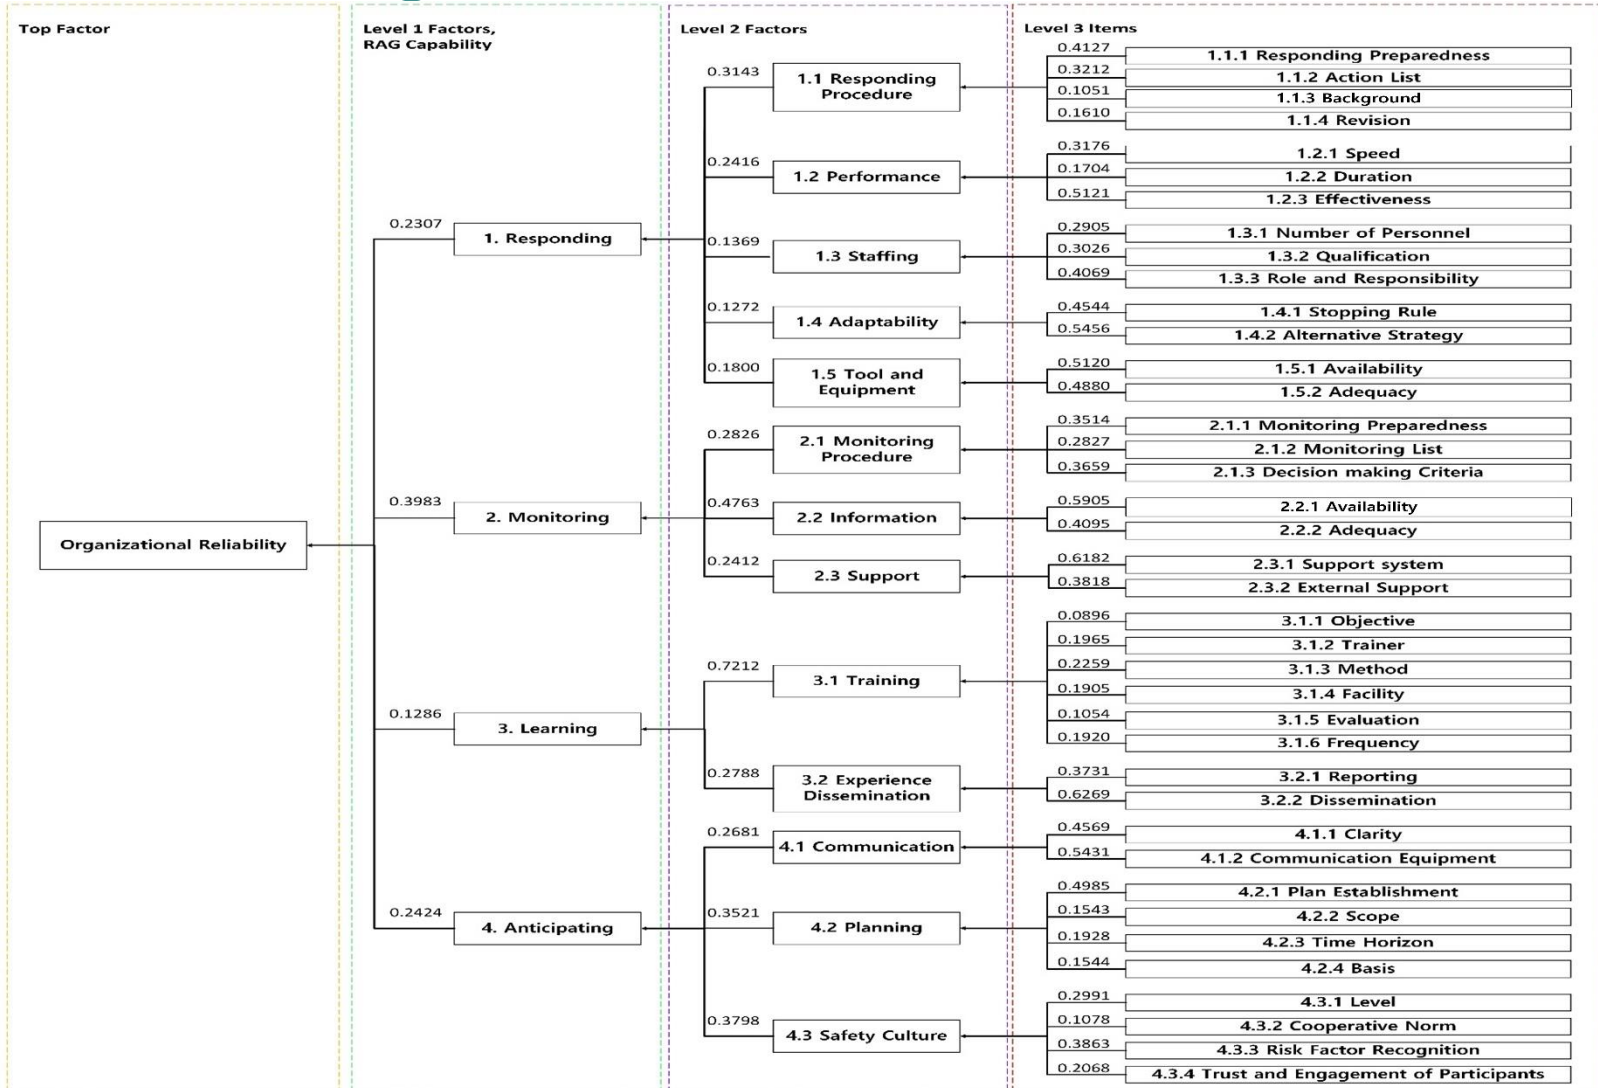 Top Factor
Level 1 Factors,
RAG Capability
Level 2 Factors
Level 3 Items
Organizational Reliability
0.2307
1. Responding
0.3983
2. Monitoring
0.1286
3. Learning
0.2424
4. Anticipating
0.3143
1.1 Responding
Procedure
0.2416
1.2 Performance
0.1369
1.3 Staffing
0.1272
1.4 Adaptability
0.1800
1.5 Tool and
Equipment
0.2826
2.1 Monitoring
Procedure
0.4763
2.2 Information
0.2412
2.3 Support
0.7212
3.1 Training
0.2788
3.2 Experience
Dissemination
0.2681
4.1 Communication
0.3521
4.2 Planning
0.3798
4.3 Safety Culture
0.4127
1.1.1 Responding Preparedness
0.3212
1.1.2 Action List
0.1051
1.1.3 Background
0.1610
1.1.4 Revision
0.3176
1.2.1 Speed
0.1704
1.2.2 Duration
0.5121
1.2.3 Effectiveness
0.2905
1.3.1 Number of Personnel
0.3026
1.3.2 Qualification
0.4069
1.3.3 Role and Responsibility
0.4544
1.4.1 Stopping Rule
0.5456
1.4.2 Alternative Strategy
0.5120
1.5.1 Availability
0.4880
1.5.2 Adequacy
0.3514
2.1.1 Monitoring Preparedness
0.2827
2.1.2 Monitoring List
0.3659
2.1.3 Decision making Criteria
0.5905
2.2.1 Availability
0.4095
2.2.2 Adequacy
0.6182
2.3.1 Support system
0.3818
2.3.2 External Support
0.0896
3.1.1 Objective
0.1965
3.1.2 Trainer
0.2259
3.1.3 Method
0.1905
3.1.4 Facility
0.1054
3.1.5 Evaluation
0.1920
3.1.6 Frequency
0.3731
3.2.1 Reporting
0.6269
3.2.2 Dissemination
0.4569
4.1.1 Clarity
0.5431
4.1.2 Communication Equipment
0.4985
4.2.1 Plan Establishment
0.1543
4.2.2 Scope
0.1928
4.2.3 Time Horizon
0.1544
4.2.4 Basis
0.2991
4.3.1 Level
0.1078
4.3.2 Cooperative Norm
0.3863
4.3.3 Risk Factor Recognition
0.2068
4.3.4 Trust and Engagement of Participants